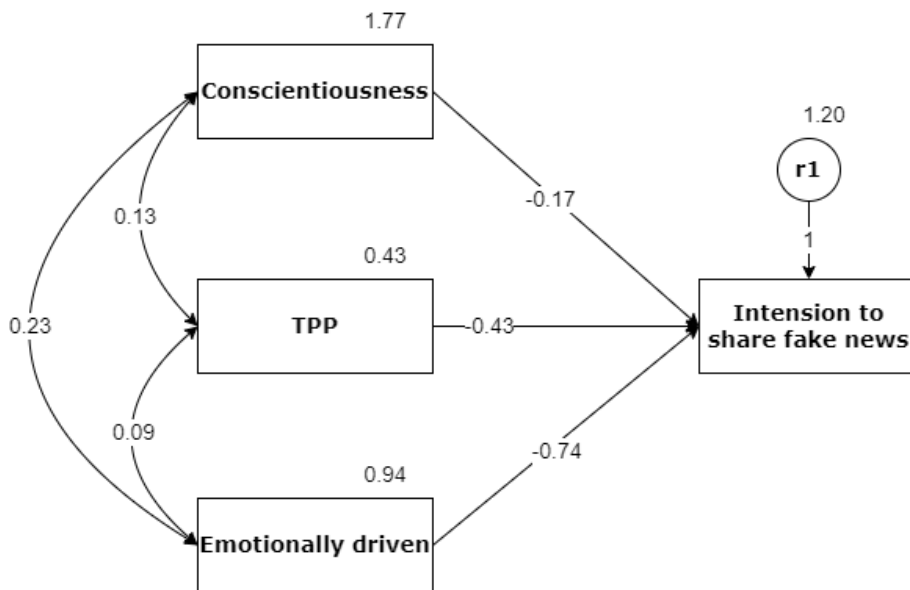 1.77
Conscientiousness
1.20
r1
-0.17
0.13
1
0.43
TPP
-0.43
0.23
Intension to
share fake news
0.09
-0.74
0.94
Emotionally driven